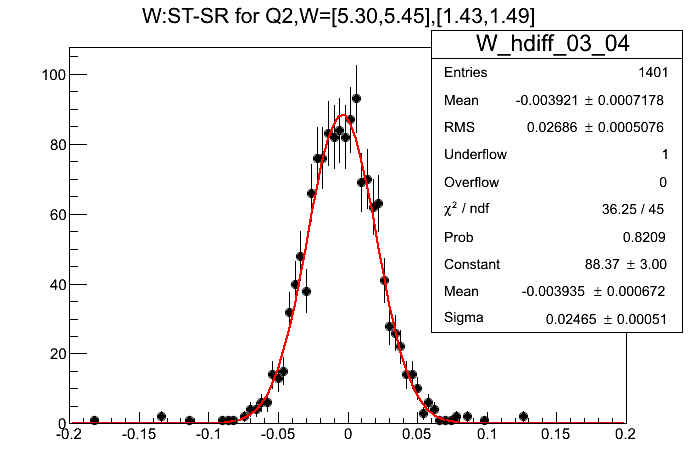 W:ST-SR for Q2,W=[5.30,5.45],[1.43,1.49]
W_hdiff_03_04
Entries 1401
Mean -0.003921 ± 0.0007178
RMS 0.02686 ± 0.0005076
Underflow 1
Overflow 0
χ² / ndf 36.25 / 45
Prob 0.8209
Constant 88.37 ± 3.00
Mean -0.003935 ± 0.000672
Sigma 0.02465 ± 0.00051
100
80
60
40
20
0
-0.2 -0.15 -0.1 -0.05 0 0.05 0.1 0.15 0.2